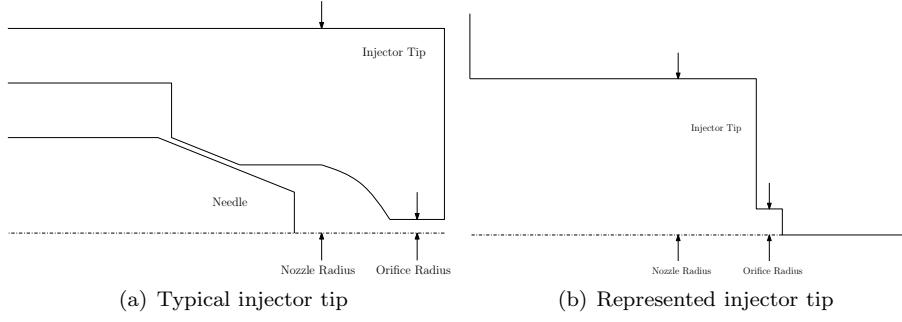 Injector Tip
Needle
Nozzle Radius
Orifice Radius
(a) Typical injector tip
Injector Tip
Nozzle Radius
Orifice Radius
(b) Represented injector tip